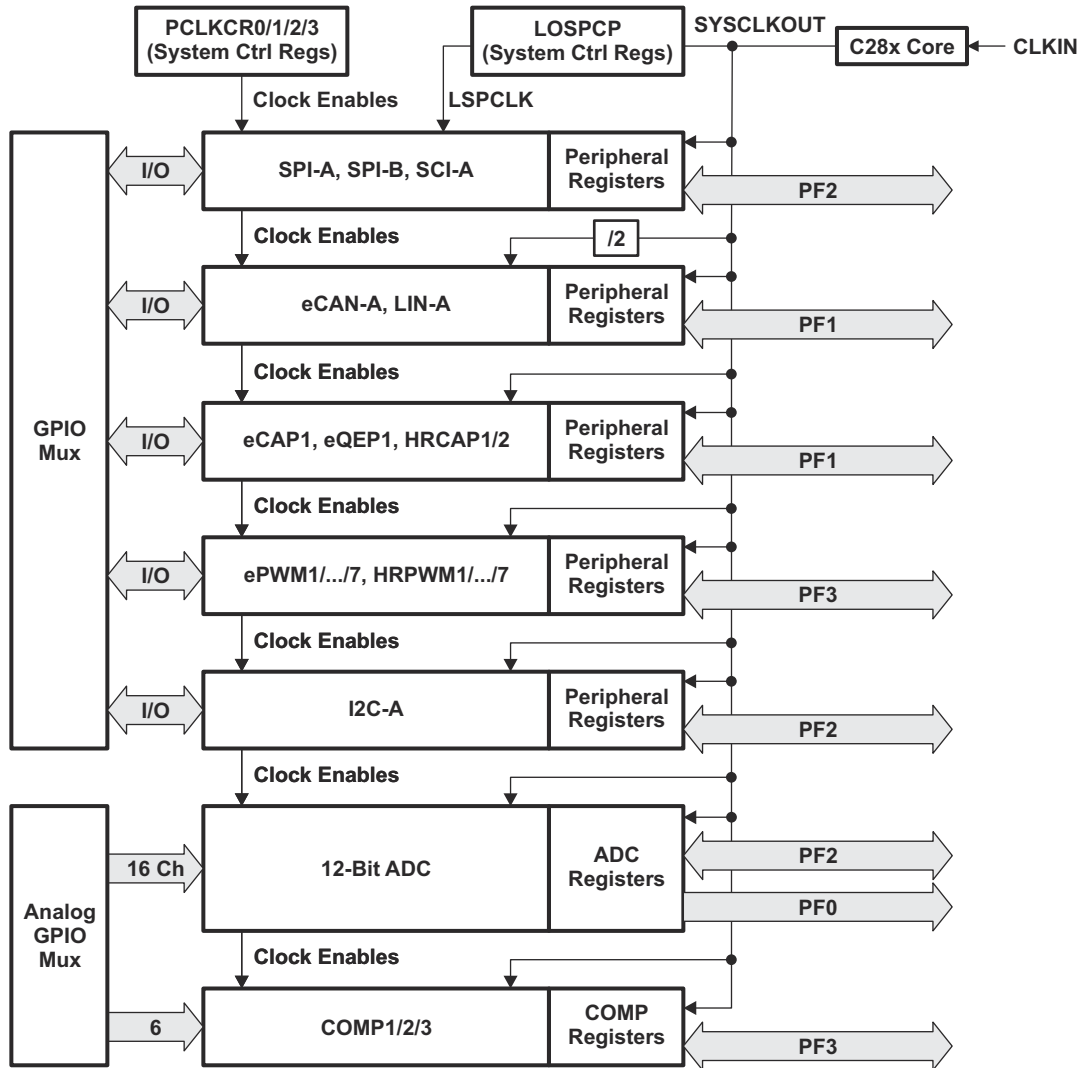 PCLKCR0/1/2/3
(System Ctrl Regs)
LOSPCP
(System Ctrl Regs)
SYSCLKOUT
C28x Core
CLKIN
Clock Enables
LSPCLK
I/O
SPI-A, SPI-B, SCI-A
Peripheral
Registers
PF2
Clock Enables
/2
I/O
eCAN-A, LIN-A
Peripheral
Registers
PF1
Clock Enables
GPIO
Mux
I/O
eCAP1, eQEP1, HRCAP1/2
Peripheral
Registers
PF1
Clock Enables
I/O
ePWM1/.../7, HRPWM1/.../7
Peripheral
Registers
PF3
Clock Enables
I/O
I2C-A
Peripheral
Registers
PF2
Clock Enables
16 Ch
12-Bit ADC
ADC
Registers
PF2
PF0
Analog
GPIO
Mux
Clock Enables
6
COMP1/2/3
COMP
Registers
PF3